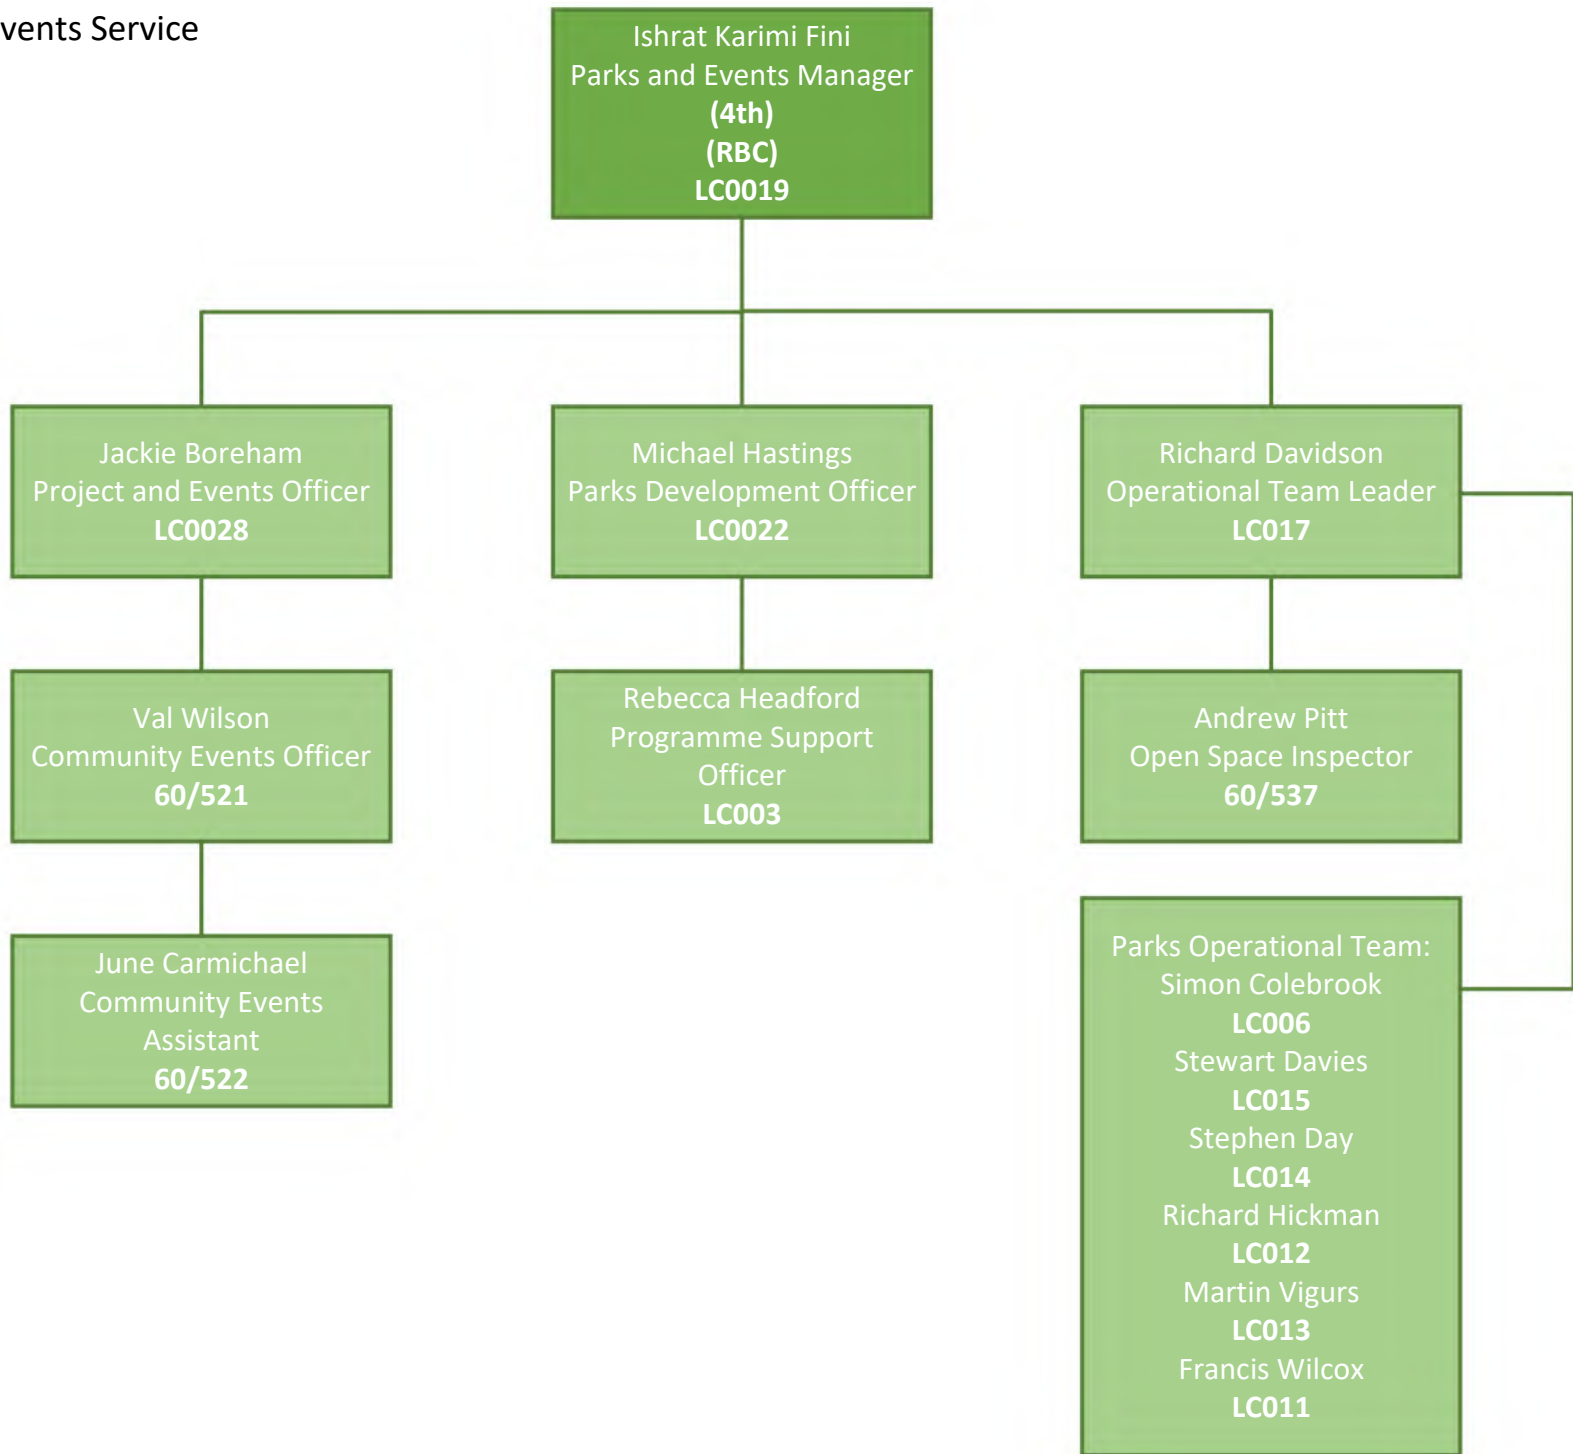 vents Service
Ishrat Karimi Fini
Parks and Events Manager
(4th)
(RBC)
LC0019
Jackie Boreham
Project and Events Officer
LC0028
Michael Hastings
Parks Development Officer
LC0022
Richard Davidson
Operational Team Leader
LC017
Val Wilson
Community Events Officer
60/521
Rebecca Headford
Programme Support
Officer
LC003
Andrew Pitt
Open Space Inspector
60/537
June Carmichael
Community Events
Assistant
60/522
Parks Operational Team:
Simon Colebrook
LC006
Stewart Davies
LC015
Stephen Day
LC014
Richard Hickman
LC012
Martin Vigurs
LC013
Francis Wilcox
LC011